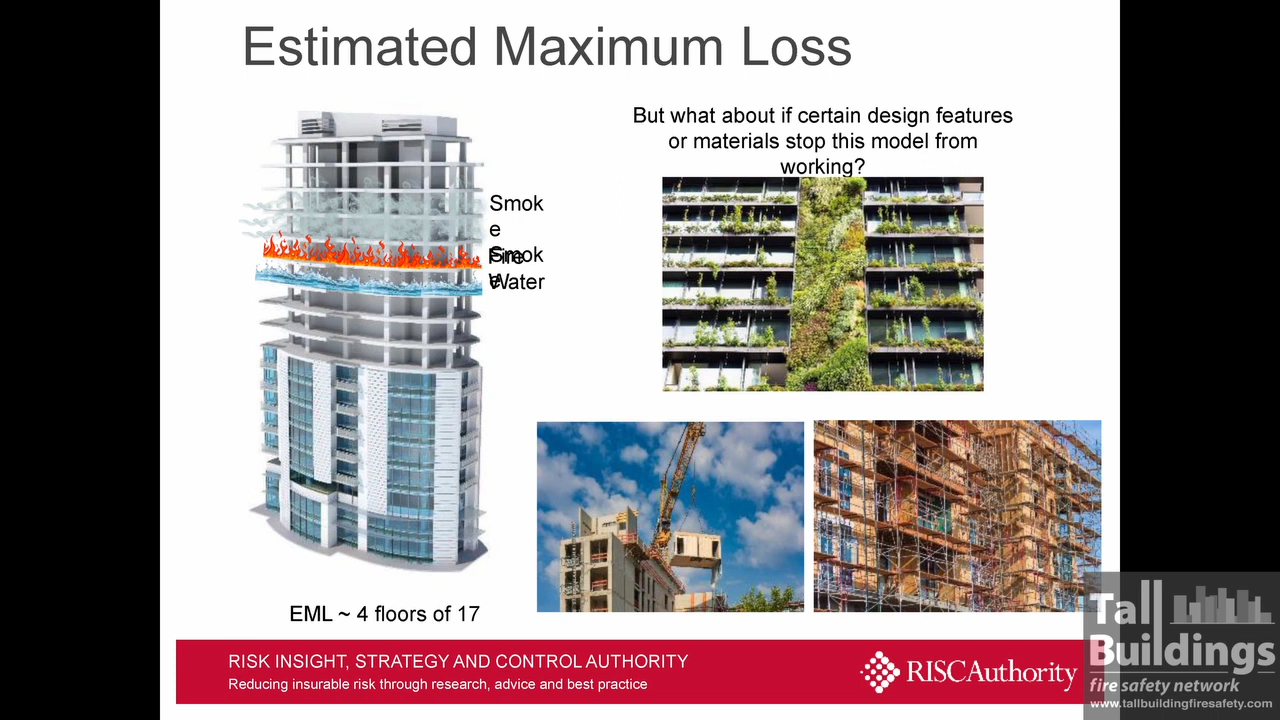 Estimated Maximum Loss
But what about if certain design features
or materials stop this model from
working?
Smok
e
Fire
Smok
e
Water
EML ~ 4 floors of 17
RISK INSIGHT, STRATEGY AND CONTROL AUTHORITY
Reducing insurable risk through research, advice and best practice
RISCAuthority
Tall
Buildings
fire safety network
www.tallbuildingfiresafety.com